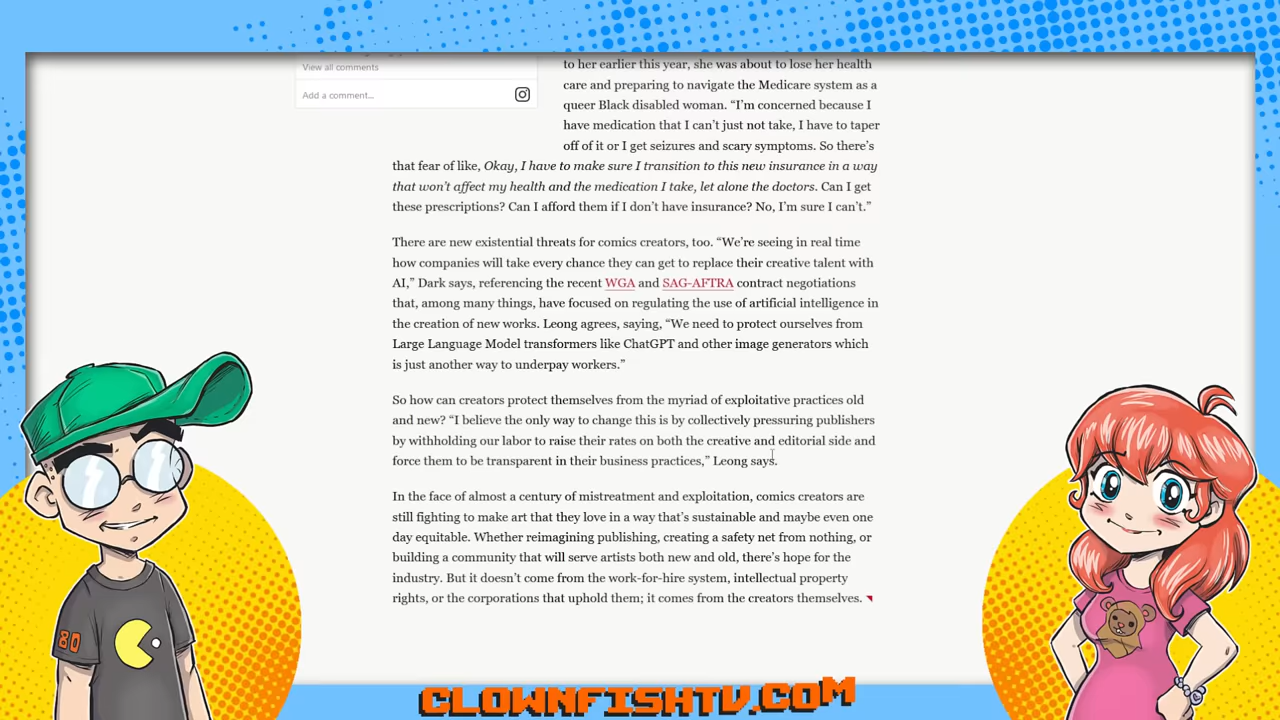 View all comments
Add a comment...
to her earlier this year, she was about to lose her health
care and preparing to navigate the Medicare system as a
queer Black disabled woman. “I’m concerned because I
have medication that I can’t just not take, I have to taper
off of it or I get seizures and scary symptoms. So there’s
that fear of like, Okay, I have to make sure I transition to this new insurance in a way
that won’t affect my health and the medication I take, let alone the doctors. Can I get
these prescriptions? Can I afford them if I don’t have insurance? No, I’m sure I can’t.”
There are new existential threats for comics creators, too. “We’re seeing in real time
how companies will take every chance they can get to replace their creative talent with
AI,” Dark says, referencing the recent WGA and SAG-AFTRA contract negotiations
that, among many things, have focused on regulating the use of artificial intelligence in
the creation of new works. Leong agrees, saying, “We need to protect ourselves from
Large Language Model transformers like ChatGPT and other image generators which
is just another way to underpay workers.”
So how can creators protect themselves from the myriad of exploitative practices old
and new? “I believe the only way to change this is by collectively pressuring publishers
by withholding our labor to raise their rates on both the creative and editorial side and
force them to be transparent in their business practices,” Leong says.
In the face of almost a century of mistreatment and exploitation, comics creators are
still fighting to make art that they love in a way that’s sustainable and maybe even one
day equitable. Whether reimagining publishing, creating a safety net from nothing, or
building a community that will serve artists both new and old, there’s hope for the
industry. But it doesn’t come from the work-for-hire system, intellectual property
rights, or the corporations that uphold them; it comes from the creators themselves.
80
CLOWNFISHTV.COM